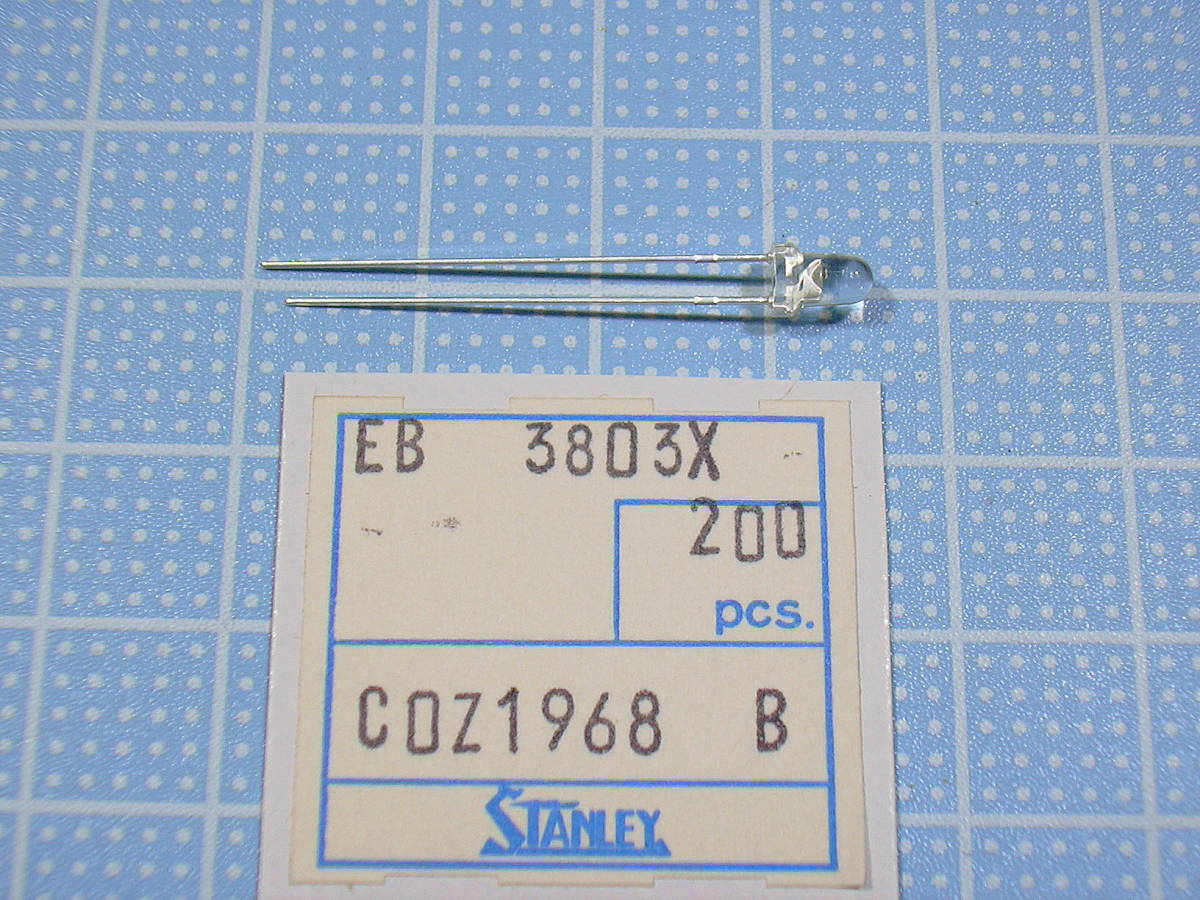 EB 3803X
200
pcs.
COZ1968 B
STANLEY